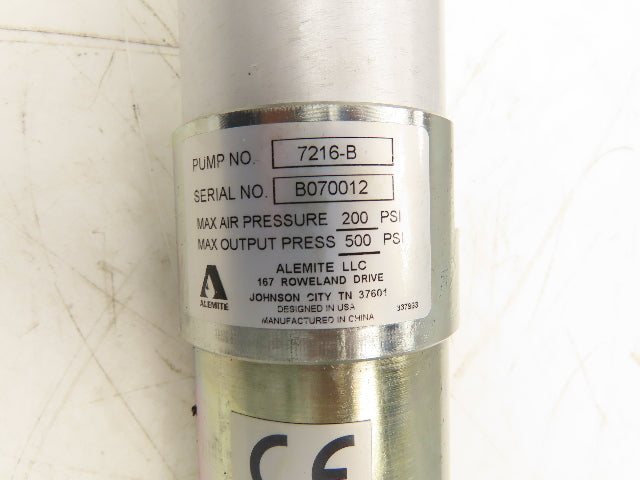 PUMP NO. 7216-B
SERIAL NO. B070012
MAX AIR PRESSURE 200 PSI
MAX OUTPUT PRESS 500 PSI
ALEMITE LLC
167 ROWELAND DRIVE
JOHNSON CITY TN 37601
DESIGNED IN USA
MANUFACTURED IN CHINA
ALEMITE
CE